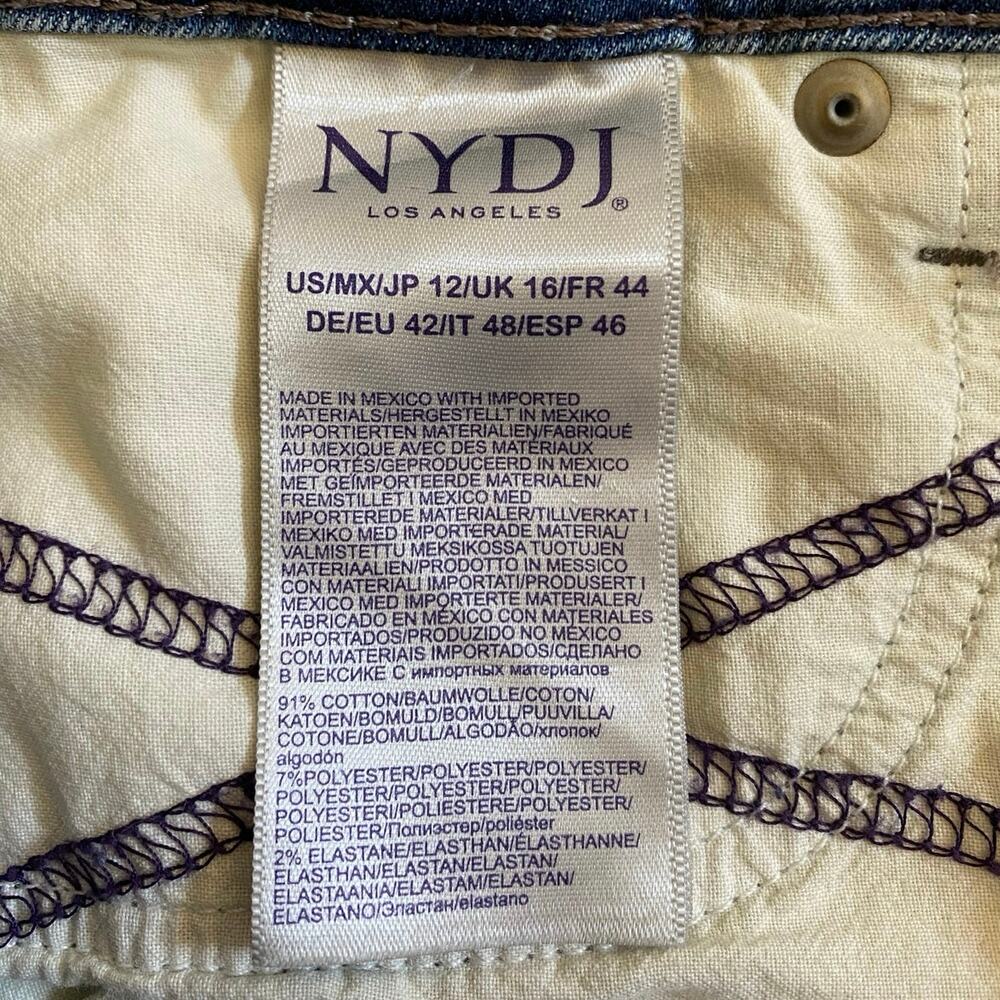 NYDJ®
LOS ANGELES
US/MX/JP 12/UK 16/FR 44
DE/EU 42/IT 48/ESP 46
MADE IN MEXICO WITH IMPORTED
MATERIALS/HERGESTELLT IN MEXIKO
IMPORTIERTEN MATERIALIEN/FABRIQUÉ
AU MEXIQUE AVEC DES MATERIAUX
IMPORTÉS/GEPRODUCEERD IN MEXICO
MET GEÏMPORTEERDE MATERIALEN/
FREMSTILLET I MEXICO MED
IMPORTEREDE MATERIALER/TILLVERKAT I
MEXIKO MED IMPORTERADE MATERIAL/
VALMISTETTU MEKSIKOSSA TUOTUJEN
MATERIAALIEN/PRODOTTO IN MESSICO
CON MATERIALI IMPORTATI/PRODUSERT I
MEXICO MED IMPORTERTE MATERIALER/
FABRICADO EN MÉXICO CON MATERIALES
IMPORTADOS/PRODUZIDO NO MÉXICO
COM MATERIAIS IMPORTADOS/СДЕЛАНО
В МЕКСИКЕ С импортных материалов
91% COTTON/BAUMWOLLE/COTON/
KATOEN/BOMULD/BOMULL/PUUVILLA/
COTONE/BOMULL/ALGODÃO/хлопок/
algodón
7%POLYESTER/POLYESTER/POLYESTER/
POLYESTER/POLYESTER/POLYESTER/
POLYESTERI/POLIESTERE/POLYESTER/
POLIESTER/Полиэстер/poliéster
2% ELASTANE/ELASTHAN/ÉLASTHANNE/
ELASTHAN/ELASTAN/ELASTAN/
ELASTAANIA/ELASTAM/ELASTAN/
ELASTANO/Эластан/elastano